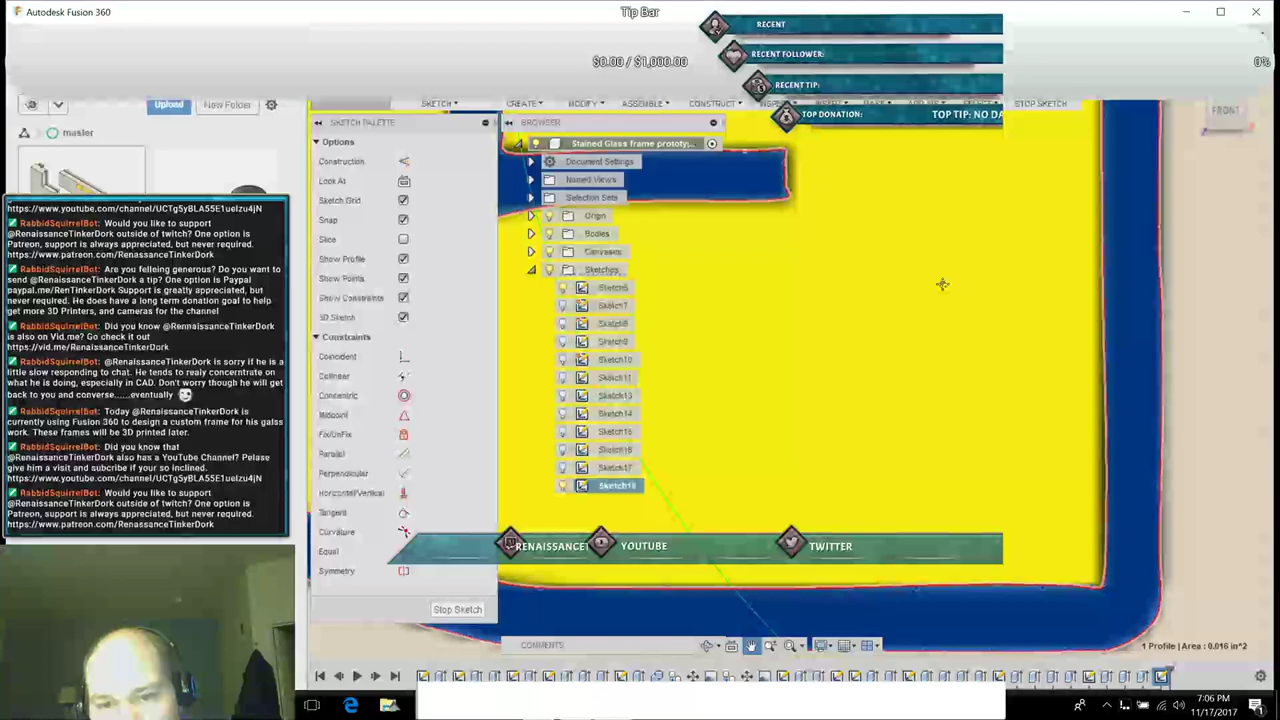 Autodesk Fusion 360
Tip Bar
RECENT
$0.00 / $1,000.00
RECENT FOLLOWER:
0%
RECENT TIP:
Upload
New Folder
SKETCH
CREATE
MODIFY
ASSEMBLE
CONSTRUCT
STOP SKETCH
TOP DONATION:
TOP TIP: NO DA
FRONT
SKETCH PALETTE
BROWSER
master
Options
Stained Glass frame prototy...
Construction
Document Settings
Look At
Named Views
Sketch Grid
Selection Sets
Snap
Origin
Slice
Bodies
Show Profile
Canvases
Show Points
Sketches
Show Constraints
Sketch5
3D Sketch
Sketch7
Constraints
Sketch8
Coincident
Sketch9
Collinear
Sketch10
Concentric
Sketch11
Midpoint
Sketch13
Fix/UnFix
Sketch14
Parallel
Sketch15
Perpendicular
Sketch16
Horizontal/Vertical
Sketch17
Tangent
Sketch18
Curvature
Equal
Symmetry
Stop Sketch
https://www.youtube.com/channel/UCTgSyBLA55E1uelzu4jN
RabbidSquirrelBot: Would you like to support
@RenaissanceTinkerDork outside of twitch? One option is
Patreon, support is always appreciated, but never required.
https://www.patreon.com/RenassanceTinkerDork
RabbidSquirrelBot: Are you felleing generous? Do you want to
send @RenaissanceTinkerDork a tip? One option is Paypal
paypal.me/RenTinkerDork Support is greatly appreciated, but
never required. He does have a long term donation goal to help
get more 3D Printers, and cameras for the channel
RabbidSquirrelBot: Did you know @RennaissanceTinkerDork
is also on Vid.me? Go check it out
https://vid.me/RenaissanceTinkerDork
RabbidSquirrelBot: @RenaissanceTinkerDork is sorry if he is a
little slow responding to chat. He tends to realy concerntrate on
what he is doing, especially in CAD. Don't worry though he will get
back to you and converse......eventually
RabbidSquirrelBot: Today @RenaissanceTinkerDork is
currently using Fusion 360 to design a custom frame for his galss
work. These frames will be 3D printed later.
RabbidSquirrelBot: Did you know that
@RenaissanceTinkerDork also has a YouTube Channel? Pelase
give him a visit and subcribe if your so inclined.
https://www.youtube.com/channel/UCTgSyBLA55E1uelzu4jN
RabbidSquirrelBot: Would you like to support
@RenaissanceTinkerDork outside of twitch? One option is
Patreon, support is always appreciated, but never required.
https://www.patreon.com/RenassanceTinkerDork
RENAISSANCET
YOUTUBE
TWITTER
COMMENTS
1 Profile | Area : 0.016 in^2
7:06 PM
11/17/2017